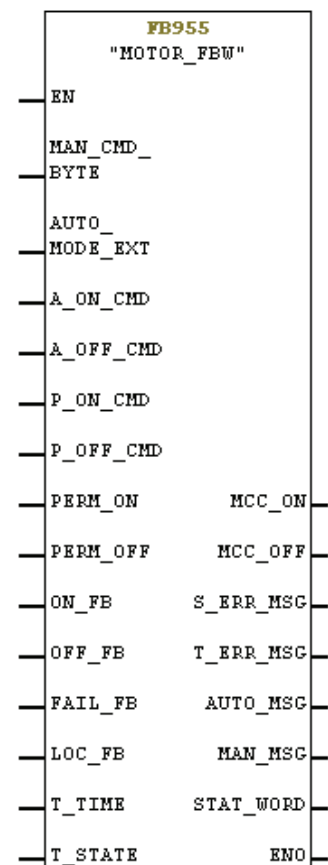 FB955
"MOTOR_FBW"
EN
MAN_CMD_
BYTE
AUTO_
MODE_EXT
A_ON_CMD
A_OFF_CMD
P_ON_CMD
P_OFF_CMD
PERM_ON MCC_ON
PERM_OFF MCC_OFF
ON_FB S_ERR_MSG
OFF_FB T_ERR_MSG
FAIL_FB AUTO_MSG
LOC_FB MAN_MSG
T_TIME STAT_WORD
T_STATE ENO